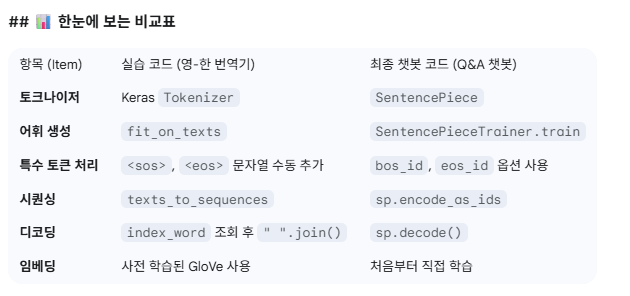 ## 📊 한눈에 보는 비교표
항목 (Item) 실습 코드 (영-한 번역기) 최종 챗봇 코드 (Q&A 챗봇)
토크나이저 Keras Tokenizer SentencePiece
어휘 생성 fit_on_texts SentencePieceTrainer.train
특수 토큰 처리 <sos>, <eos> 문자열 수동 추가 bos_id, eos_id 옵션 사용
시퀀싱 texts_to_sequences sp.encode_as_ids
디코딩 index_word 조회 후 " ".join() sp.decode()
임베딩 사전 학습된 GloVe 사용 처음부터 직접 학습